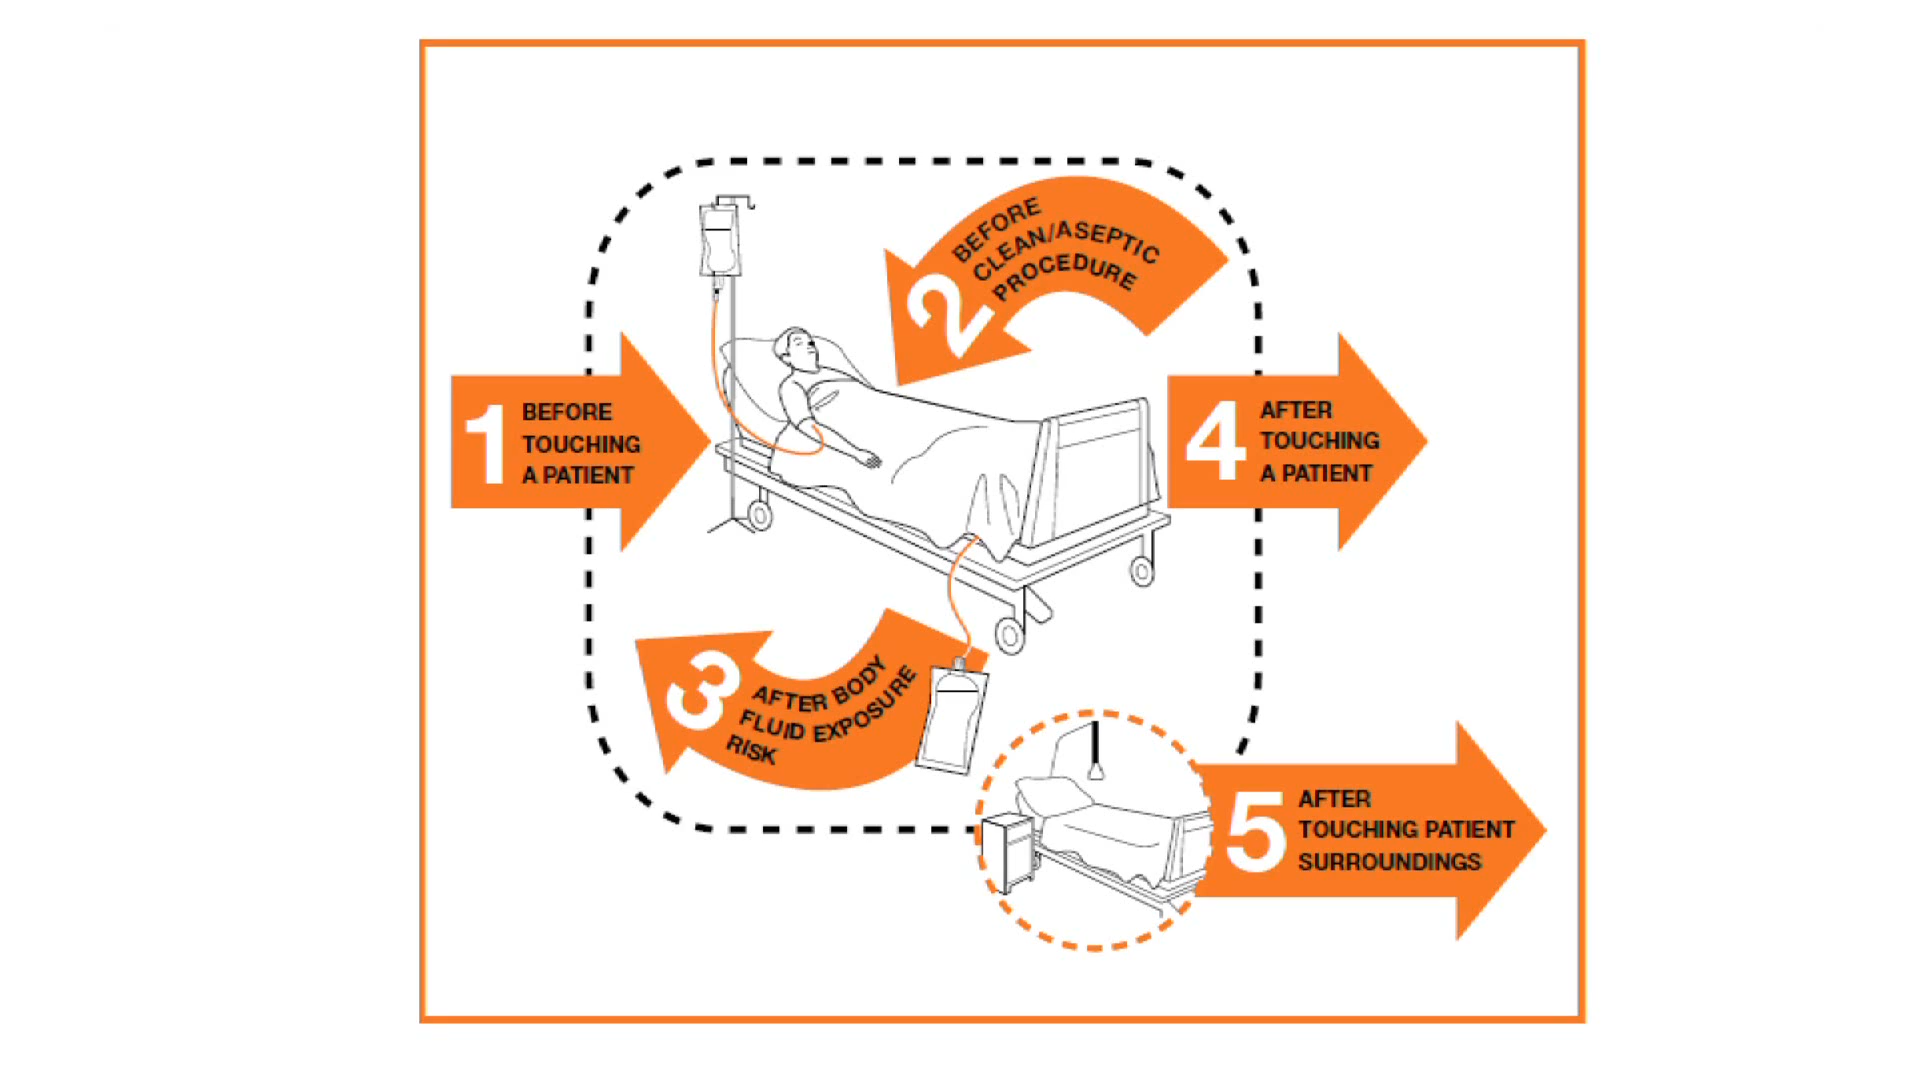 1
BEFORE
TOUCHING
A PATIENT
2
BEFORE
CLEAN/ASEPTIC
PROCEDURE
3
AFTER BODY
FLUID EXPOSURE
RISK
4
AFTER
TOUCHING
A PATIENT
5
AFTER
TOUCHING PATIENT
SURROUNDINGS